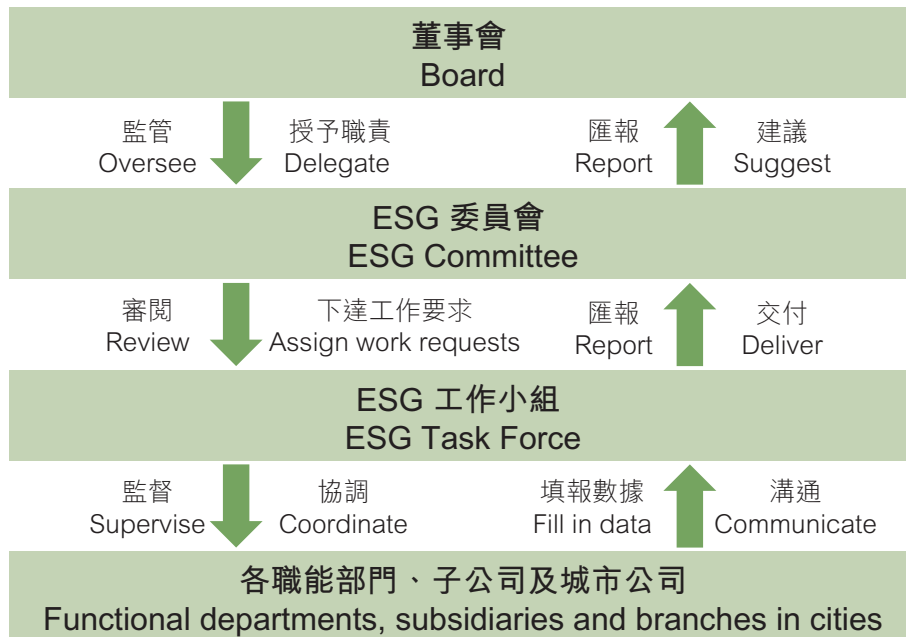 董事會
Board
監管 授予職責 匯報 建議
Oversee Delegate Report Suggest
ESG 委員會
ESG Committee
審閱 下達工作要求 匯報 交付
Review Assign work requests Report Deliver
ESG 工作小組
ESG Task Force
監督 協調 填報數據 溝通
Supervise Coordinate Fill in data Communicate
各職能部門、子公司及城市公司
Functional departments, subsidiaries and branches in cities